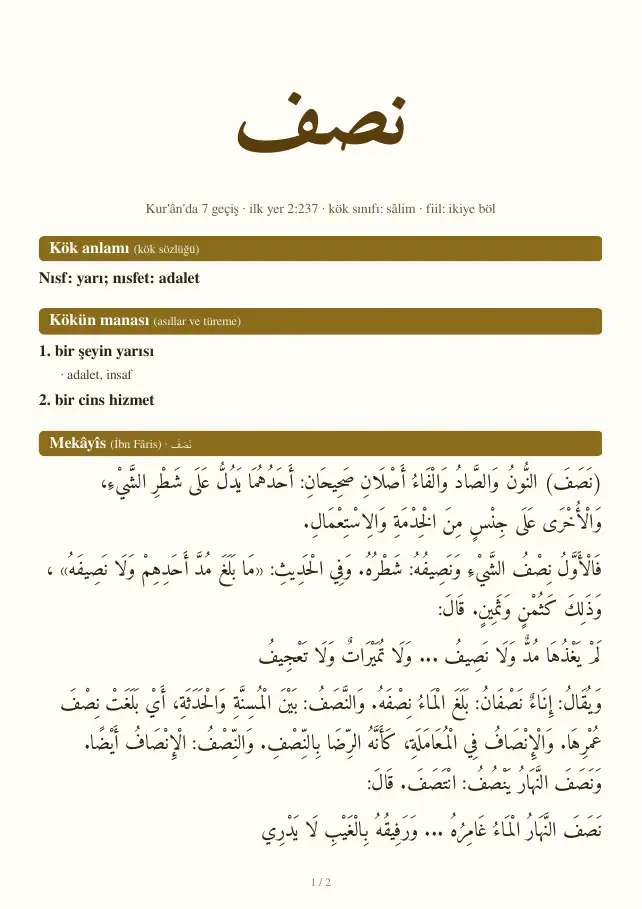 نصف
Kur'ân'da 7 geçiş · ilk yer 2:237 · kök sınıfı: sâlim · fiil: ikiye böl
Kök anlamı (kök sözlüğü)
Nısf: yarı; nısfet: adalet
Kökün manası (asıllar ve türeme)
1. bir şeyin yarısı
· adalet, insaf
2. bir cins hizmet
Mekâyîs (İbn Fâris) · نَصَفَ
(نَصَفَ) النُّونُ وَالصَّادُ وَالْفَاءُ أَصْلَانِ صَحِيحَانِ: أَحَدُهُمَا يَدُلُّ عَلَى شَطْرِ الشَّيْءِ،
وَالْأُخْرَى عَلَى جِنْسٍ مِنَ الْخِدْمَةِ وَالِاسْتِعْمَالِ.
فَالْأَوَّلُ نِصْفُ الشَّيْءِ وَنَصِيفُهُ: شَطْرُهُ. وَفِي الْحَدِيثِ: «مَا بَلَغَ مُدَّ أَحَدِهِمْ وَلَا نَصِيفَهُ» ،
وَذَلِكَ كَثُمْنٍ وَثَمِينٍ. قَالَ:
لَمْ يَغْذُهَا مُدٌّ وَلَا نَصِيفُ ... وَلَا تُمَيْرَاتٌ وَلَا تَعْجِيفُ
وَيُقَالُ: إِنَاءٌ نَصْفَانُ: بَلَغَ الْمَاءُ نِصْفَهُ. وَالنَّصَفُ: بَيْنَ الْمُسِنَّةِ وَالْحَدَثَةِ، أَيْ بَلَغَتْ نِصْفَ
عُمْرِهَا. وَالْإِنْصَافُ فِي الْمُعَامَلَةِ، كَأَنَّهُ الرِّضَا بِالنِّصْفِ. وَالنِّصْفُ: الْإِنْصَافُ أَيْضًا.
وَنَصَفَ النَّهَارُ يَنْصُفُ: انْتَصَفَ. قَالَ:
نَصَفَ النَّهَارُ الْمَاءُ غَامِرُهُ ... وَرَفِيقُهُ بِالْغَيْبِ لَا يَدْرِي
1 / 2